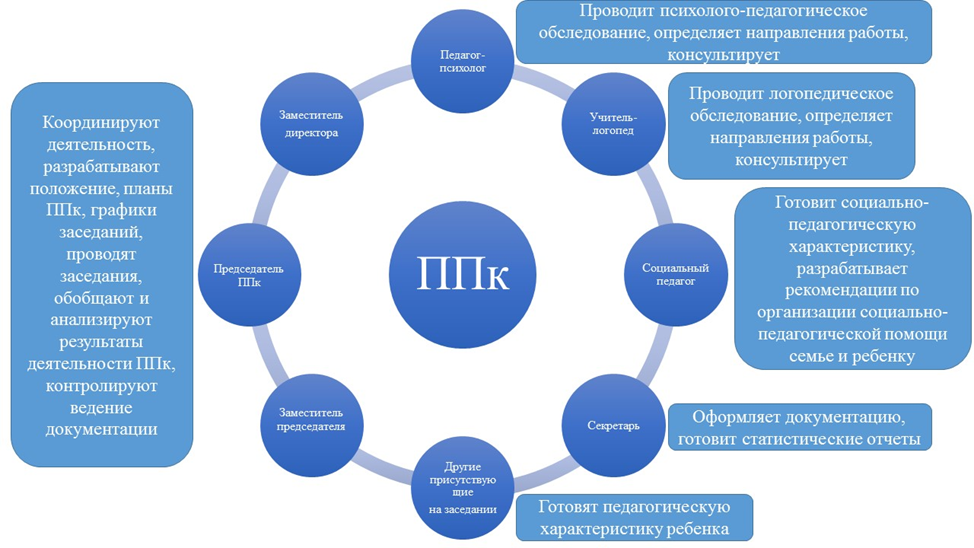 Проводит психолого-педагогическое
обследование, определяет направления работы,
консультирует
Педагог-
психолог
Заместитель
директора
Учитель-
логопед
Проводит логопедическое
обследование, определяет
направления работы,
консультирует
Координируют
деятельность,
разрабатывают
положение, планы
ППк, графики
заседаний,
проводят
заседания,
обобщают и
анализируют
результаты
деятельности ППк,
контролируют
ведение
документации
Председатель
ППк
ППк
Социальный
педагог
Готовит социально-
педагогическую
характеристику,
разрабатывает
рекомендации по
организации социально-
педагогической помощи
семье и ребенку
Заместитель
председателя
Секретарь
Оформляет документацию,
готовит статистические отчеты
Другие
присутствую
щие
на заседании
Готовят педагогическую
характеристику ребенка